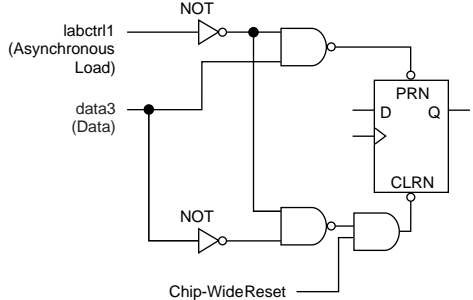 NOT
labctrl1
(Asynchronous
Load)
PRN
D Q
data3
(Data)
CLRN
NOT
Chip-WideReset